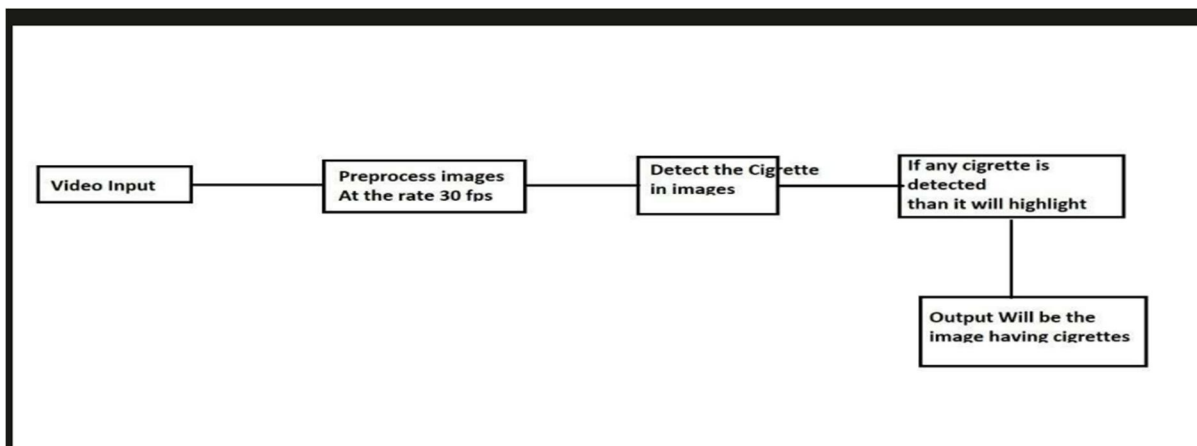 Video Input
Preprocess images
At the rate 30 fps
Detect the Cigrette
in images
If any cigrette is
detected
than it will highlight
Output Will be the
image having cigrettes